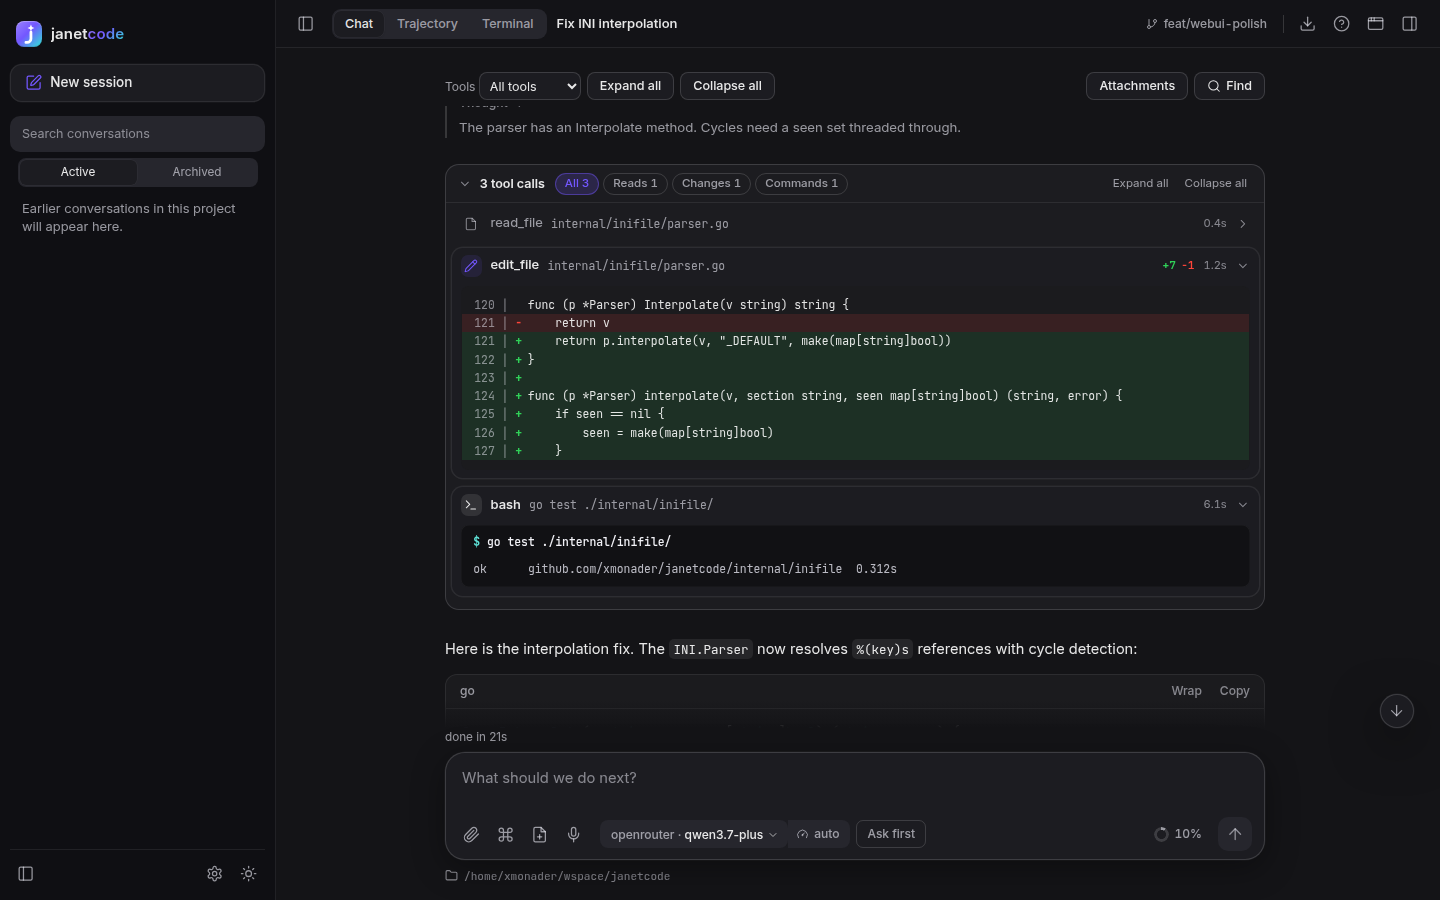 janetcode
New session
Search conversations
Active Archived
Earlier conversations in this project
will appear here.
Chat Trajectory Terminal Fix INI interpolation feat/webui-polish
Tools All tools Expand all Collapse all Attachments Find
Thought
The parser has an Interpolate method. Cycles need a seen set threaded through.
3 tool calls All 3 Reads 1 Changes 1 Commands 1 Expand all Collapse all
read_file internal/inifile/parser.go 0.4s
edit_file internal/inifile/parser.go +7 -1 1.2s
120 | func (p *Parser) Interpolate(v string) string {
121 | -     return v
121 | +     return p.interpolate(v, "_DEFAULT", make(map[string]bool))
122 | + }
123 | +
124 | + func (p *Parser) interpolate(v, section string, seen map[string]bool) (string, error) {
125 | +     if seen == nil {
126 | +         seen = make(map[string]bool)
127 | +     }
bash go test ./internal/inifile/ 6.1s
$ go test ./internal/inifile/
ok      github.com/xmonader/janetcode/internal/inifile  0.312s
Here is the interpolation fix. The INI.Parser now resolves %(key)s references with cycle detection:
go Wrap Copy
done in 21s
What should we do next?
openrouter · qwen3.7-plus auto Ask first 10%
/home/xmonader/wspace/janetcode